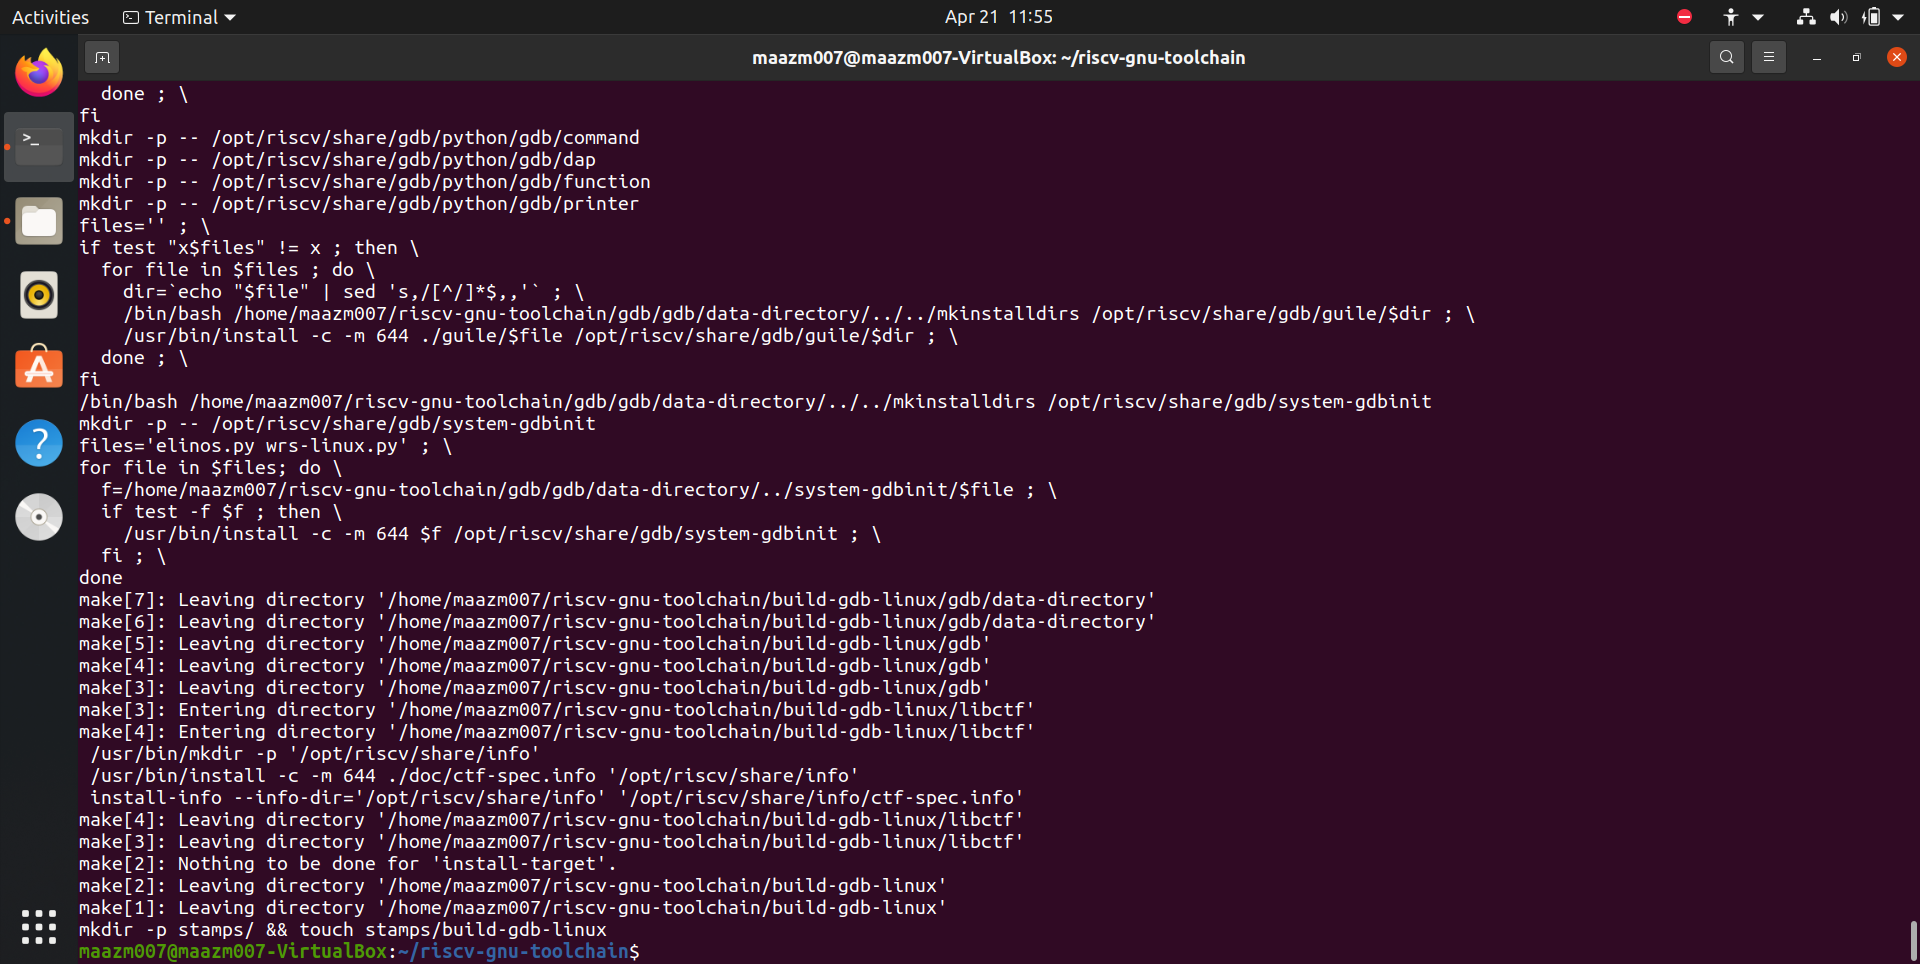 Activities Terminal Apr 21 11:55
maazm007@maazm007-VirtualBox: ~/riscv-gnu-toolchain
  done ; \
fi
mkdir -p -- /opt/riscv/share/gdb/python/gdb/command
mkdir -p -- /opt/riscv/share/gdb/python/gdb/dap
mkdir -p -- /opt/riscv/share/gdb/python/gdb/function
mkdir -p -- /opt/riscv/share/gdb/python/gdb/printer
files='' ; \
if test "x$files" != x ; then \
  for file in $files ; do \
    dir=`echo "$file" | sed 's,/[^/]*$,,'` ; \
    /bin/bash /home/maazm007/riscv-gnu-toolchain/gdb/gdb/data-directory/../../mkinstalldirs /opt/riscv/share/gdb/guile/$dir ; \
    /usr/bin/install -c -m 644 ./guile/$file /opt/riscv/share/gdb/guile/$dir ; \
  done ; \
fi
/bin/bash /home/maazm007/riscv-gnu-toolchain/gdb/gdb/data-directory/../../mkinstalldirs /opt/riscv/share/gdb/system-gdbinit
mkdir -p -- /opt/riscv/share/gdb/system-gdbinit
files='elinos.py wrs-linux.py' ; \
for file in $files; do \
  f=/home/maazm007/riscv-gnu-toolchain/gdb/gdb/data-directory/../system-gdbinit/$file ; \
  if test -f $f ; then \
    /usr/bin/install -c -m 644 $f /opt/riscv/share/gdb/system-gdbinit ; \
  fi ; \
done
make[7]: Leaving directory '/home/maazm007/riscv-gnu-toolchain/build-gdb-linux/gdb/data-directory'
make[6]: Leaving directory '/home/maazm007/riscv-gnu-toolchain/build-gdb-linux/gdb/data-directory'
make[5]: Leaving directory '/home/maazm007/riscv-gnu-toolchain/build-gdb-linux/gdb'
make[4]: Leaving directory '/home/maazm007/riscv-gnu-toolchain/build-gdb-linux/gdb'
make[3]: Leaving directory '/home/maazm007/riscv-gnu-toolchain/build-gdb-linux/gdb'
make[3]: Entering directory '/home/maazm007/riscv-gnu-toolchain/build-gdb-linux/libctf'
make[4]: Entering directory '/home/maazm007/riscv-gnu-toolchain/build-gdb-linux/libctf'
 /usr/bin/mkdir -p '/opt/riscv/share/info'
 /usr/bin/install -c -m 644 ./doc/ctf-spec.info '/opt/riscv/share/info'
 install-info --info-dir='/opt/riscv/share/info' '/opt/riscv/share/info/ctf-spec.info'
make[4]: Leaving directory '/home/maazm007/riscv-gnu-toolchain/build-gdb-linux/libctf'
make[3]: Leaving directory '/home/maazm007/riscv-gnu-toolchain/build-gdb-linux/libctf'
make[2]: Nothing to be done for 'install-target'.
make[2]: Leaving directory '/home/maazm007/riscv-gnu-toolchain/build-gdb-linux'
make[1]: Leaving directory '/home/maazm007/riscv-gnu-toolchain/build-gdb-linux'
mkdir -p stamps/ && touch stamps/build-gdb-linux
maazm007@maazm007-VirtualBox:~/riscv-gnu-toolchain$